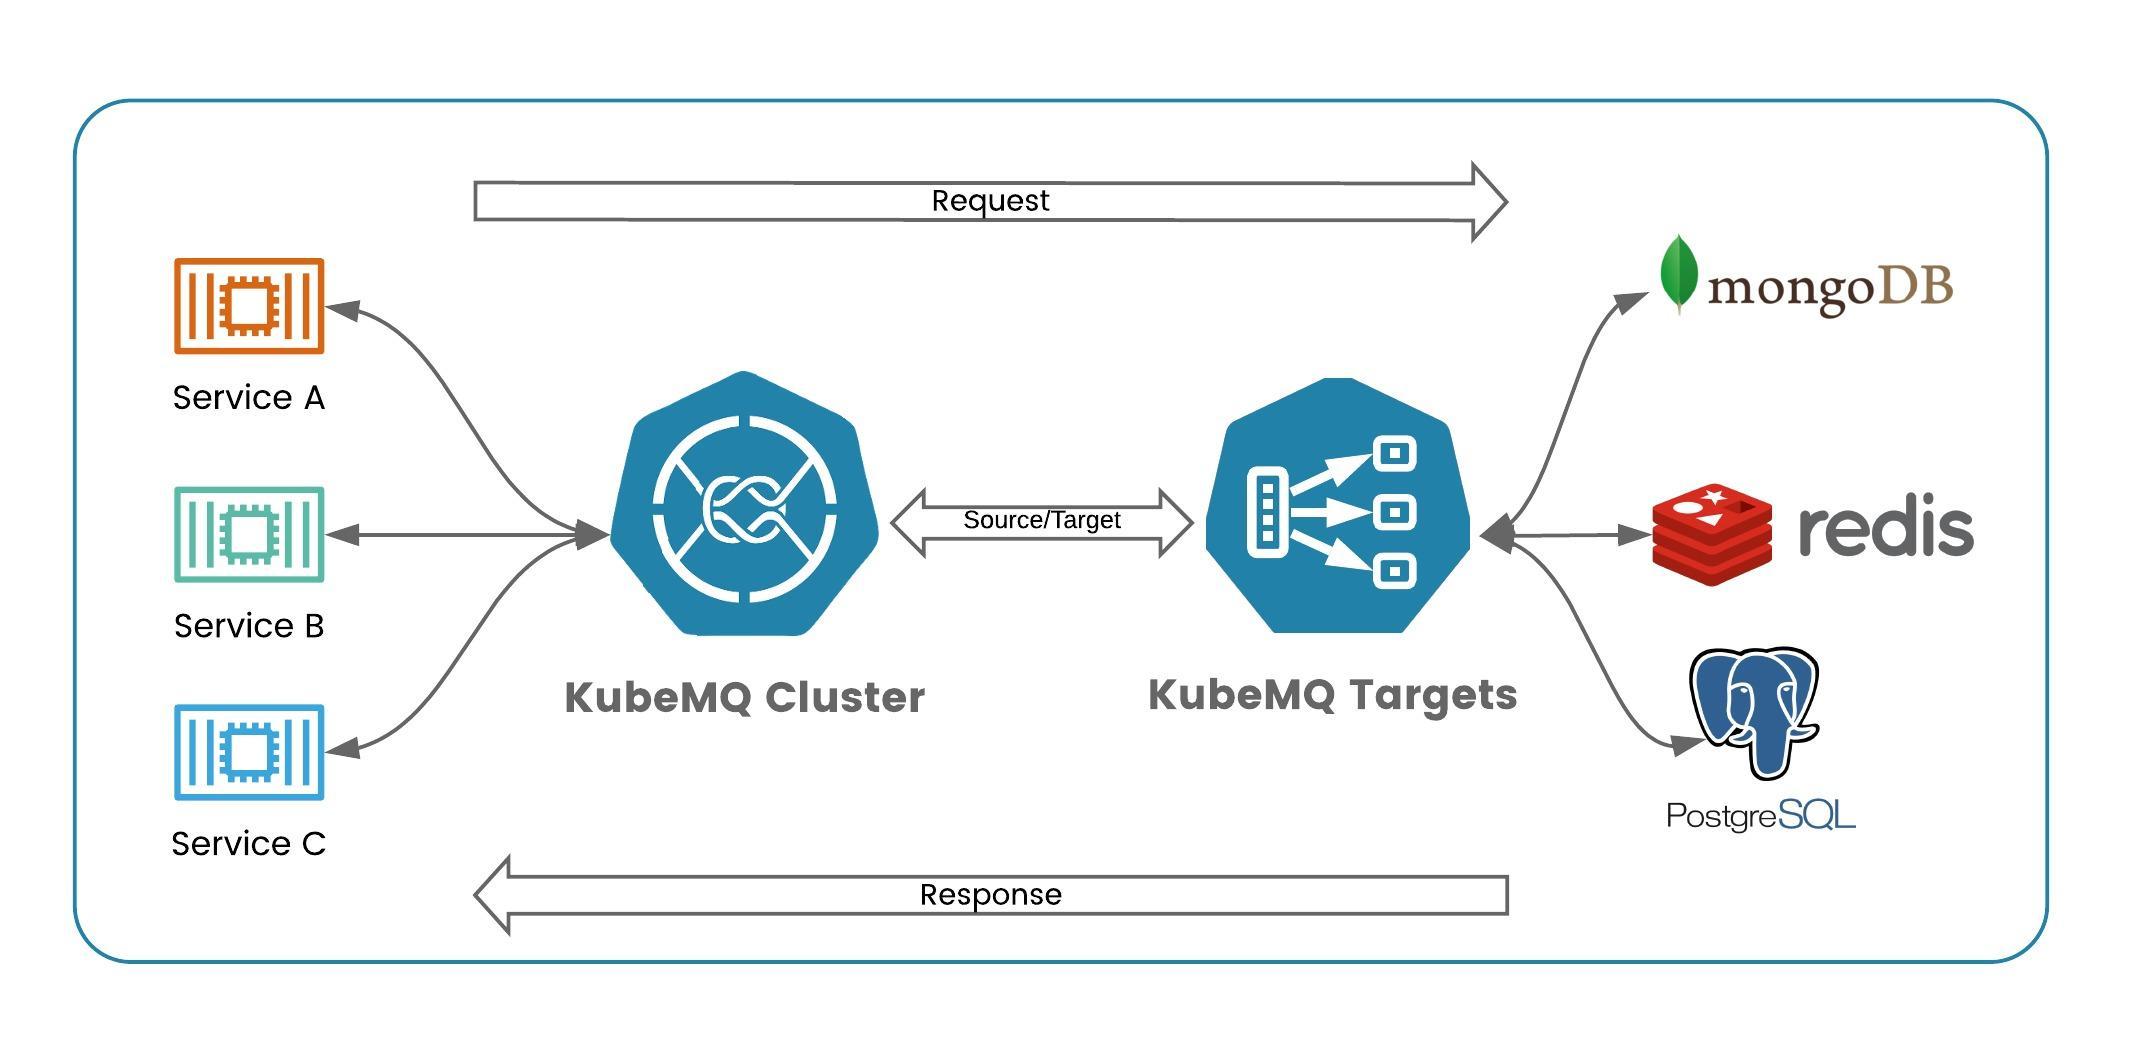 Request
mongoDB
Service A
Source/Target
redis
Service B
KubeMQ Cluster
KubeMQ Targets
PostgreSQL
Service C
Response